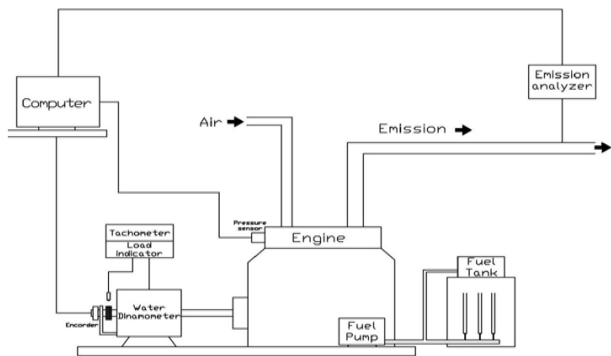 Emission
analyzer
Computer
Air
Emission
Pressure
sensor
Engine
Tachometer
Load
Indicator
Fuel
Tank
Water
Dinamometer
Encorder
Fuel
Pump